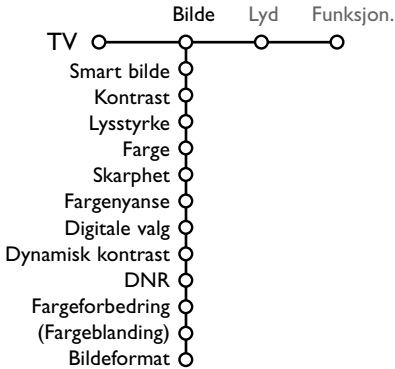 Bilde Lyd Funksjon.
TV
Smart bilde
Kontrast
Lysstyrke
Farge
Skarphet
Fargenyanse
Digitale valg
Dynamisk kontrast
DNR
Fargeforbedring
(Fargeblanding)
Bildeformat